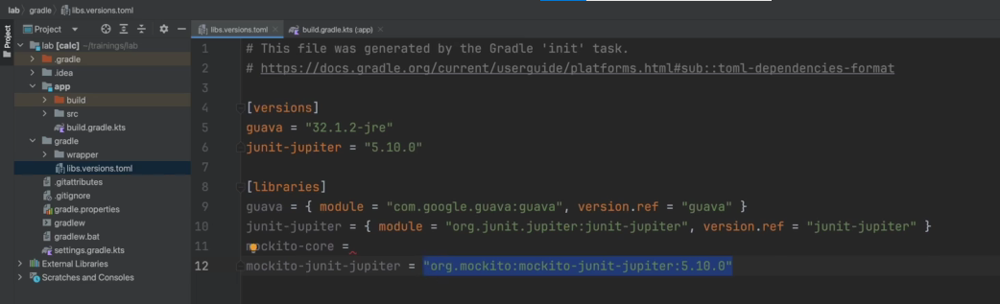 lab gradle libs.versions.toml
Project
Project
libs.versions.toml
build.gradle.kts (:app)
lab [calc] ~/trainings/lab
.gradle
.idea
app
build
src
build.gradle.kts
gradle
wrapper
libs.versions.toml
.gitattributes
.gitignore
gradle.properties
gradlew
gradlew.bat
settings.gradle.kts
External Libraries
Scratches and Consoles
1 # This file was generated by the Gradle 'init' task.
2 # https://docs.gradle.org/current/userguide/platforms.html#sub::toml-dependencies-format
3
4 [versions]
5 guava = "32.1.2-jre"
6 junit-jupiter = "5.10.0"
7
8 [libraries]
9 guava = { module = "com.google.guava:guava", version.ref = "guava" }
10 junit-jupiter = { module = "org.junit.jupiter:junit-jupiter", version.ref = "junit-jupiter" }
11 mockito-core =
12 mockito-junit-jupiter = "org.mockito:mockito-junit-jupiter:5.10.0"